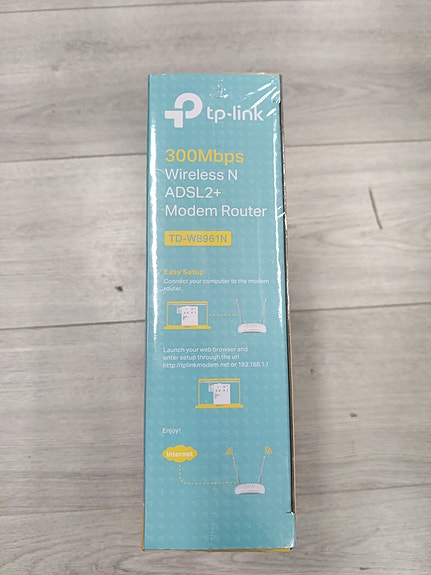 tp-link
300Mbps
Wireless N
ADSL2+
Modem Router
TD-W8961N
Easy Setup
Connect your computer to the modem
router.
Launch your web browser and
enter setup through the url
http://tplinkmodem.net or 192.168.1.1
Enjoy!
Internet